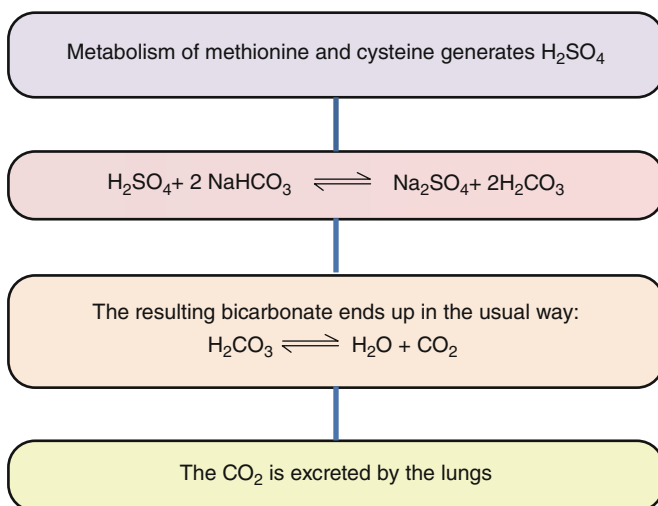 Metabolism of methionine and cysteine generates H₂SO₄
H₂SO₄+ 2 NaHCO₃ ⇌ Na₂SO₄+ 2H₂CO₃
The resulting bicarbonate ends up in the usual way:
H₂CO₃ ⇌ H₂O + CO₂
The CO₂ is excreted by the lungs